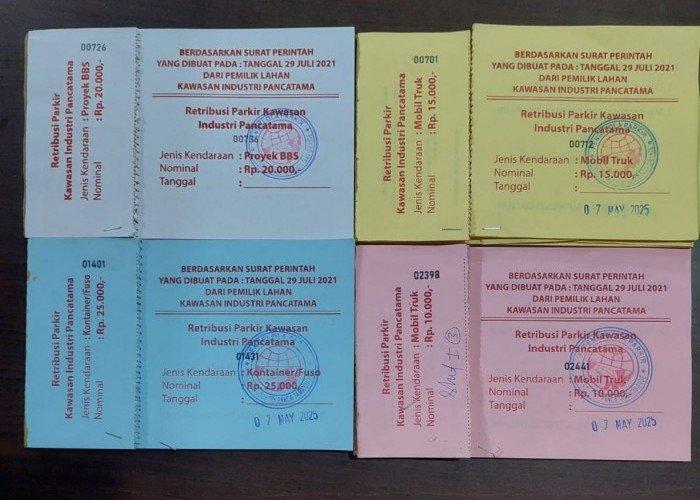 00726
Retribusi Parkir
Kawasan Industri Pancatama
Jenis Kendaraan : Proyek BBS
Nominal : Rp. 20.000,-
BERDASARKAN SURAT PERINTAH
YANG DIBUAT PADA : TANGGAL 29 JULI 2021
DARI PEMILIK LAHAN
KAWASAN INDUSTRI PANCATAMA
Retribusi Parkir Kawasan
Industri Pancatama
00736
Jenis Kendaraan : Proyek BBS
Nominal : Rp. 20.000,-
Tanggal :
00701
Retribusi Parkir
Kawasan Industri Pancatama
Jenis Kendaraan : Mobil Truk
Nominal : Rp. 15.000,-
BERDASARKAN SURAT PERINTAH
YANG DIBUAT PADA : TANGGAL 29 JULI 2021
DARI PEMILIK LAHAN
KAWASAN INDUSTRI PANCATAMA
Retribusi Parkir Kawasan
Industri Pancatama
00712
Jenis Kendaraan : Mobil Truk
Nominal : Rp. 15.000,-
Tanggal :
07 MAY 2025
01401
Retribusi Parkir
Kawasan Industri Pancatama
Jenis Kendaraan : Kontainer/Fuso
Nominal : Rp. 25.000,-
BERDASARKAN SURAT PERINTAH
YANG DIBUAT PADA : TANGGAL 29 JULI 2021
DARI PEMILIK LAHAN
KAWASAN INDUSTRI PANCATAMA
Retribusi Parkir Kawasan
Industri Pancatama
01431
Jenis Kendaraan : Kontainer/Fuso
Nominal : Rp. 25.000,-
Tanggal :
07 MAY 2025
02398
Retribusi Parkir
Kawasan Industri Pancatama
Jenis Kendaraan : Mobil Truk
Nominal : Rp. 10.000,-
BERDASARKAN SURAT PERINTAH
YANG DIBUAT PADA : TANGGAL 29 JULI 2021
DARI PEMILIK LAHAN
KAWASAN INDUSTRI PANCATAMA
Retribusi Parkir Kawasan
Industri Pancatama
02441
Jenis Kendaraan : Mobil Truk
Nominal : Rp. 10.000,-
Tanggal :
07 MAY 2025